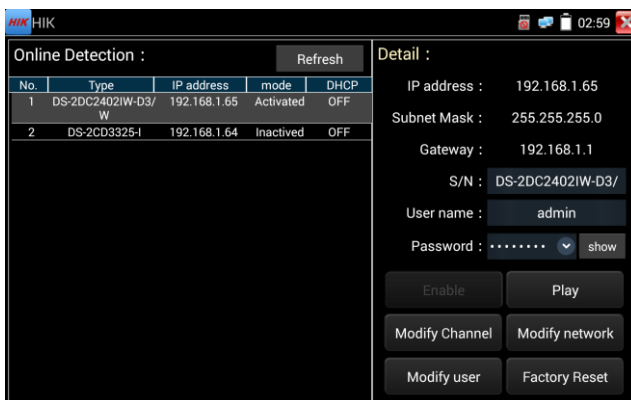 HIK HIK 02:59
Online Detection： Refresh
No. Type IP address mode DHCP
1 DS-2DC2402IW-D3/ 192.168.1.65 Activated OFF
W
2 DS-2CD3325-I 192.168.1.64 Inactived OFF
Detail：
IP address： 192.168.1.65
Subnet Mask： 255.255.255.0
Gateway： 192.168.1.1
S/N： DS-2DC2402IW-D3/
User name： admin
Password： •••••••• show
Enable Play
Modify Channel Modify network
Modify user Factory Reset